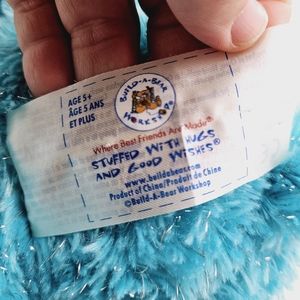 AGE 5+
ÂGE 5 ANS
ET PLUS
BUILD-A-BEAR
WORKSHOP®
Where Best Friends Are Made®
STUFFED WITH HUGS
AND GOOD WISHES®
www.buildabear.com
Product of China/Produit de Chine
©Build-A-Bear Workshop